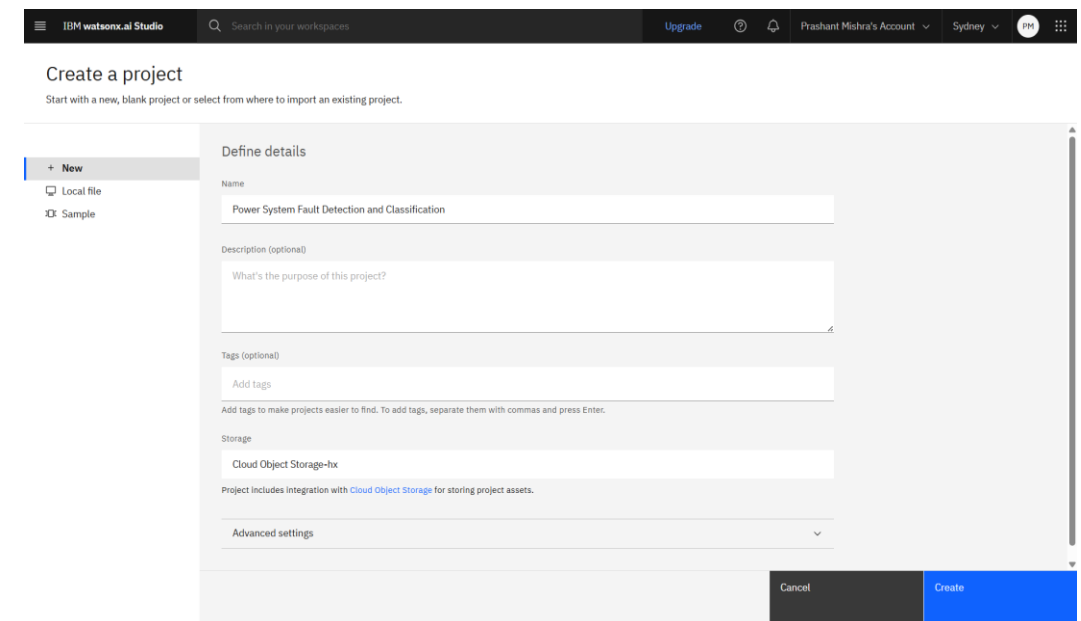 IBM watsonx.ai Studio
Search in your workspaces
Upgrade
Prashant Mishra's Account
Sydney
PM
Create a project
Start with a new, blank project or select from where to import an existing project.
+ New
Local file
Sample
Define details
Name
Power System Fault Detection and Classification
Description (optional)
What's the purpose of this project?
Tags (optional)
Add tags
Add tags to make projects easier to find. To add tags, separate them with commas and press Enter.
Storage
Cloud Object Storage-hx
Project includes integration with Cloud Object Storage for storing project assets.
Advanced settings
Cancel
Create